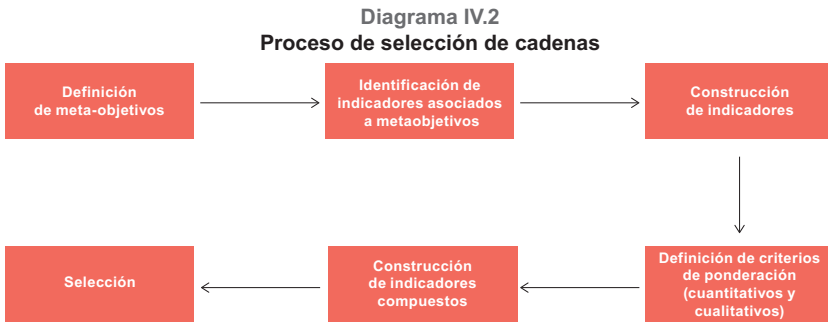 Diagrama IV.2
Proceso de selección de cadenas
Definición
de meta-objetivos
Identificación de
indicadores asociados
a metaobjetivos
Construcción
de indicadores
Definición de criterios
de ponderación
(cuantitativos y
cualitativos)
Construcción
de indicadores
compuestos
Selección